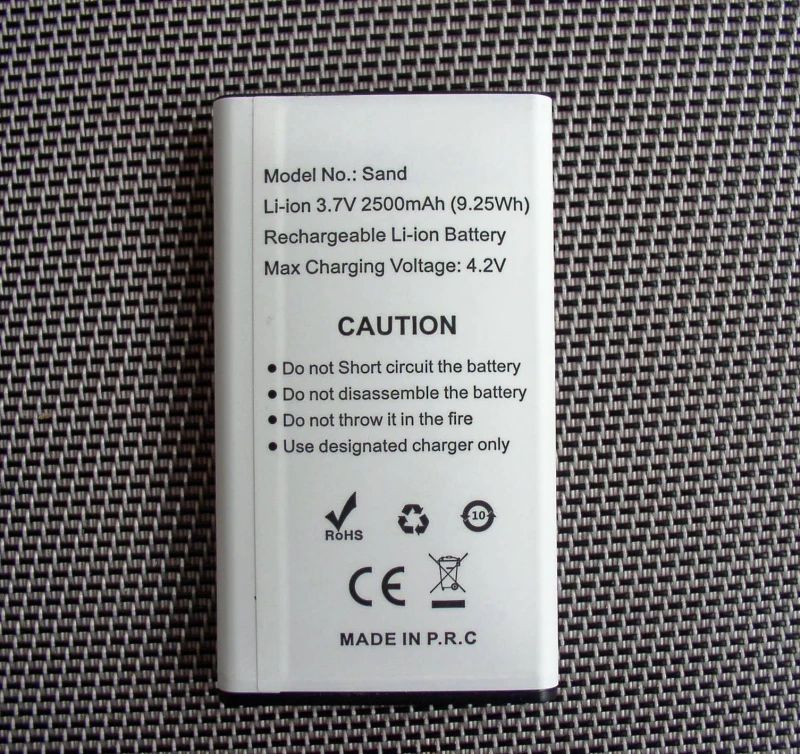 Model No.: Sand
Li-ion 3.7V 2500mAh (9.25Wh)
Rechargeable Li-ion Battery
Max Charging Voltage: 4.2V
CAUTION
● Do not Short circuit the battery
● Do not disassemble the battery
● Do not throw it in the fire
● Use designated charger only
RoHS
10
CE
MADE IN P.R.C